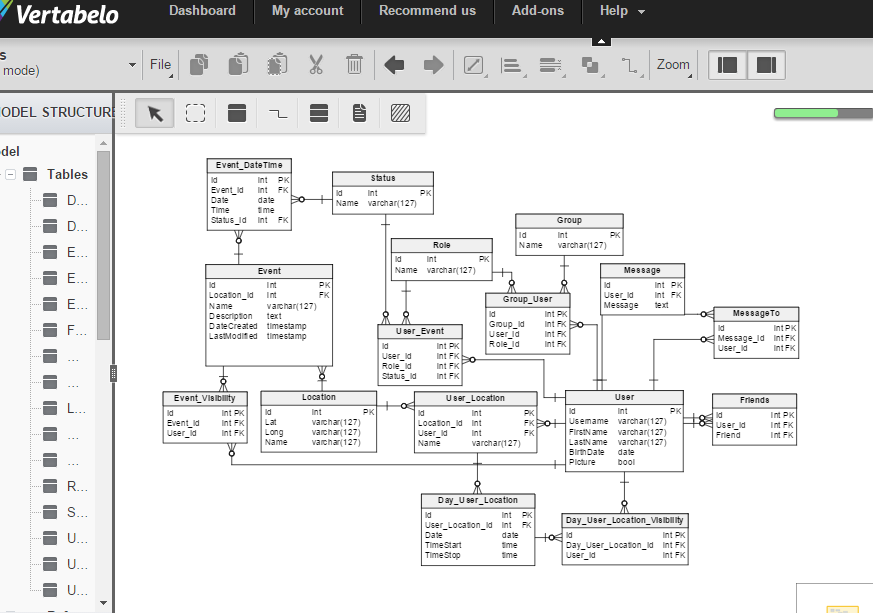 Vertabelo
Dashboard
My account
Recommend us
Add-ons
Help
s
mode)
File
Zoom
ODEL STRUCTUR
del
Tables
D...
D...
E...
E...
E...
F...
...
...
L...
...
...
R...
S...
U...
U...
U...
Event_DateTime
Id int PK
Event_Id int FK
Date date
Time time
Status_Id int FK
Status
Id int PK
Name varchar(127)
Role
Id int PK
Name varchar(127)
Group
Id int PK
Name varchar(127)
Event
Id int PK
Location_Id int FK
Name varchar(127)
Description text
DateCreated timestamp
LastModified timestamp
Message
Id int PK
User_Id int FK
Message text
Group_User
Id int PK
Group_Id int FK
User_Id int FK
Role_Id int FK
MessageTo
Id int PK
Message_Id int FK
User_Id int FK
User_Event
Id int PK
User_Id int FK
Role_Id int FK
Status_Id int FK
Event_Visibility
Id int PK
Event_Id int FK
User_Id int FK
Location
Id int PK
Lat varchar(127)
Long varchar(127)
Name varchar(127)
User_Location
Id int PK
Location_Id int FK
User_Id int FK
Name varchar(127)
User
Id int PK
Username varchar(127)
FirstName varchar(127)
LastName varchar(127)
BirthDate date
Picture bool
Friends
Id int PK
User_Id int FK
Friend int FK
Day_User_Location
Id int PK
User_Location_Id int FK
Date date
TimeStart time
TimeStop time
Day_User_Location_Visibility
Id int PK
Day_User_Location_Id int FK
User_Id int FK